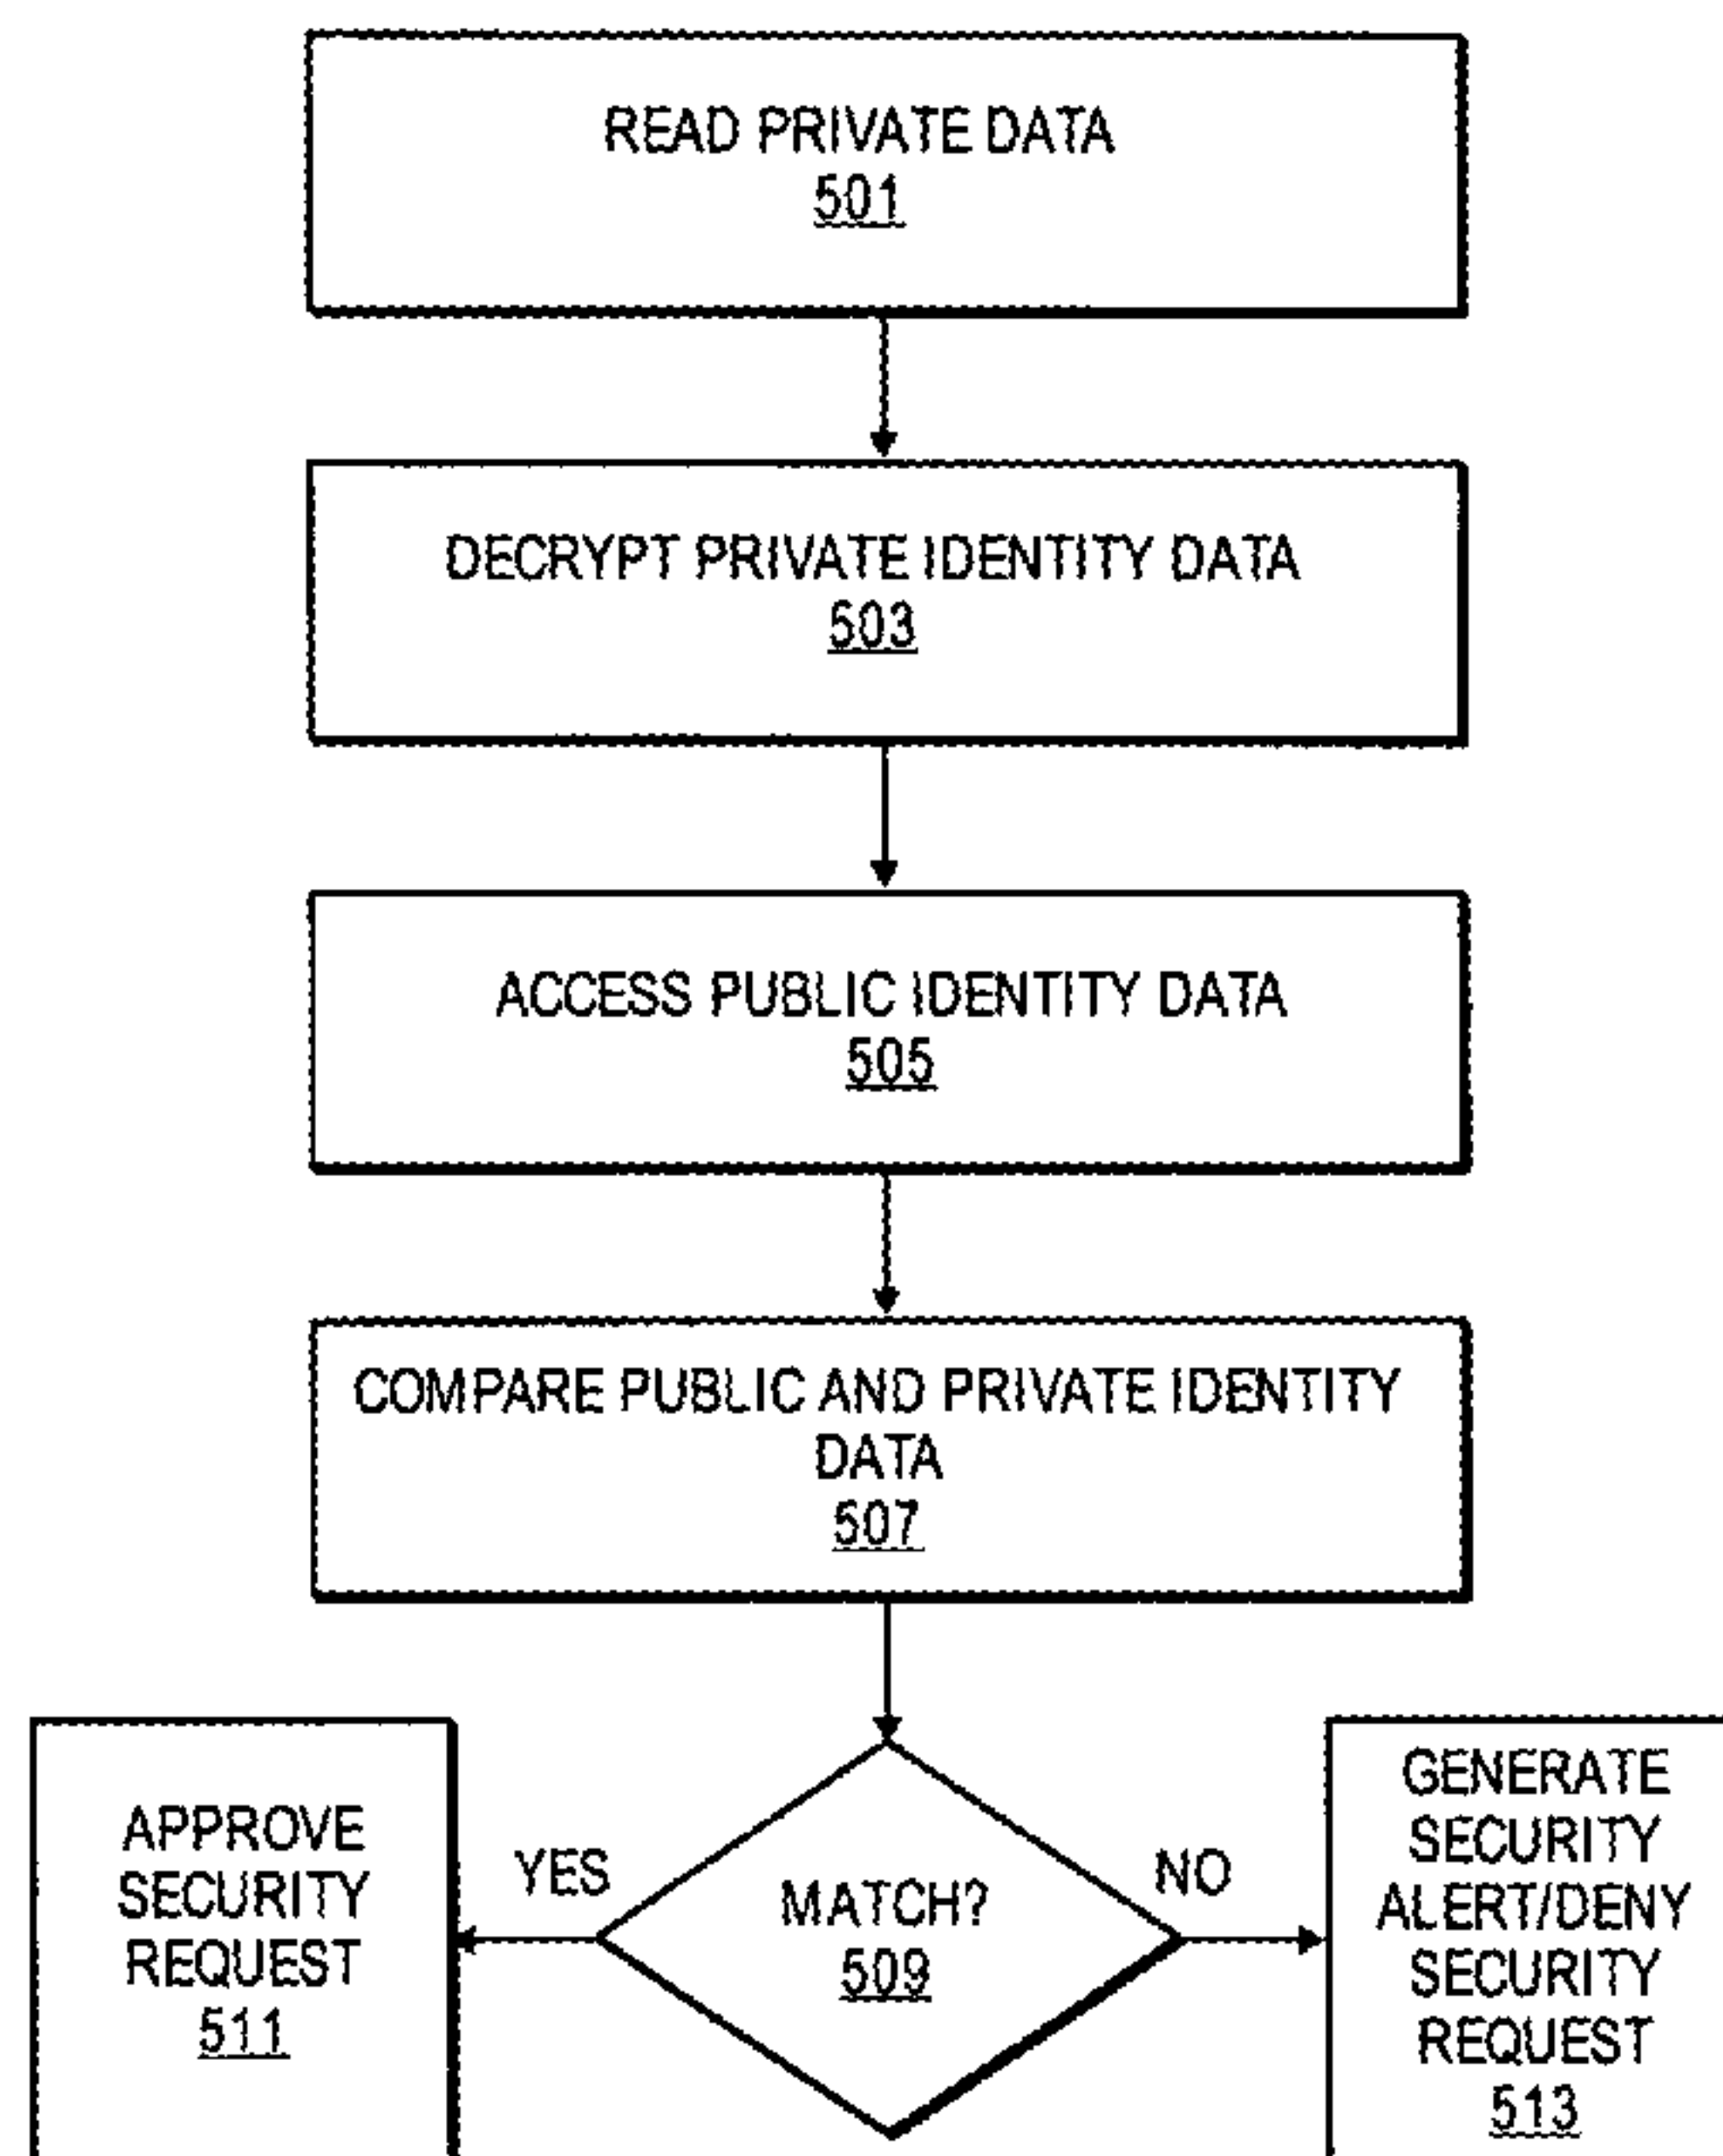 READ PRIVATE DATA
501
DECRYPT PRIVATE IDENTITY DATA
503
ACCESS PUBLIC IDENTITY DATA
505
COMPARE PUBLIC AND PRIVATE IDENTITY
DATA
507
APPROVE
SECURITY
REQUEST
511
YES
MATCH?
509
NO
GENERATE
SECURITY
ALERT/DENY
SECURITY
REQUEST
513